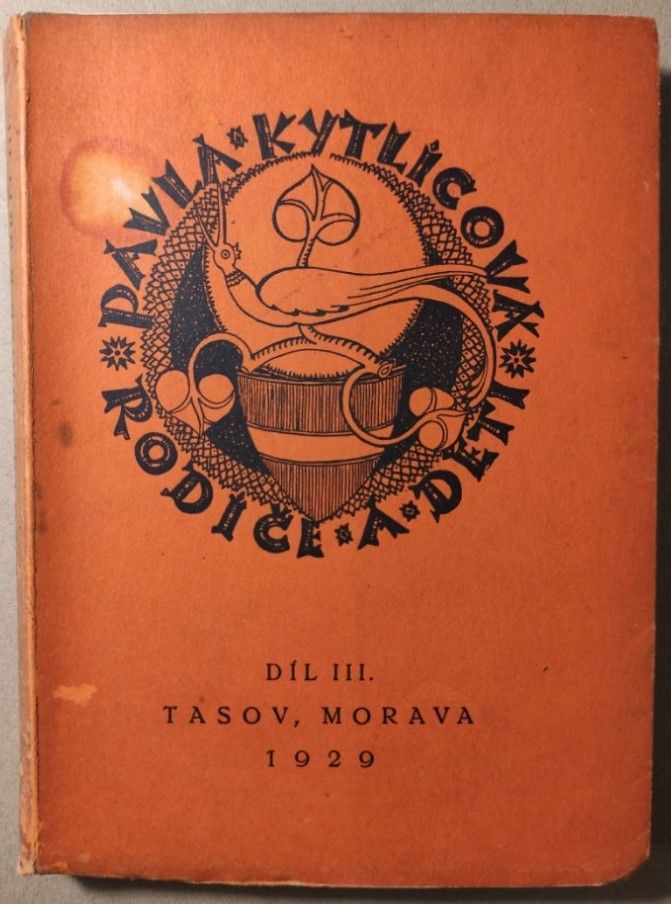 PAVLA KYTLICOVÁ
RODIČE A DĚTI
DÍL III.
TASOV, MORAVA
1929